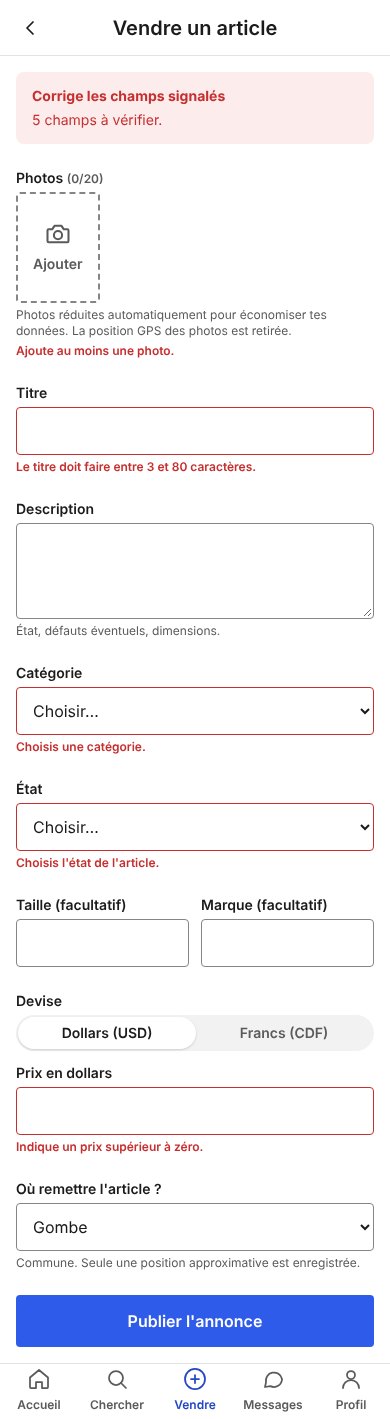 Vendre un article
Corrige les champs signalés
5 champs à vérifier.
Photos (0/20)
Ajouter
Photos réduites automatiquement pour économiser tes
données. La position GPS des photos est retirée.
Ajoute au moins une photo.
Titre
Le titre doit faire entre 3 et 80 caractères.
Description
État, défauts éventuels, dimensions.
Catégorie
Choisir...
Choisis une catégorie.
État
Choisir...
Choisis l'état de l'article.
Taille (facultatif) Marque (facultatif)
Devise
Dollars (USD) Francs (CDF)
Prix en dollars
Indique un prix supérieur à zéro.
Où remettre l'article ?
Gombe
Commune. Seule une position approximative est enregistrée.
Publier l'annonce
Accueil Chercher Vendre Messages Profil